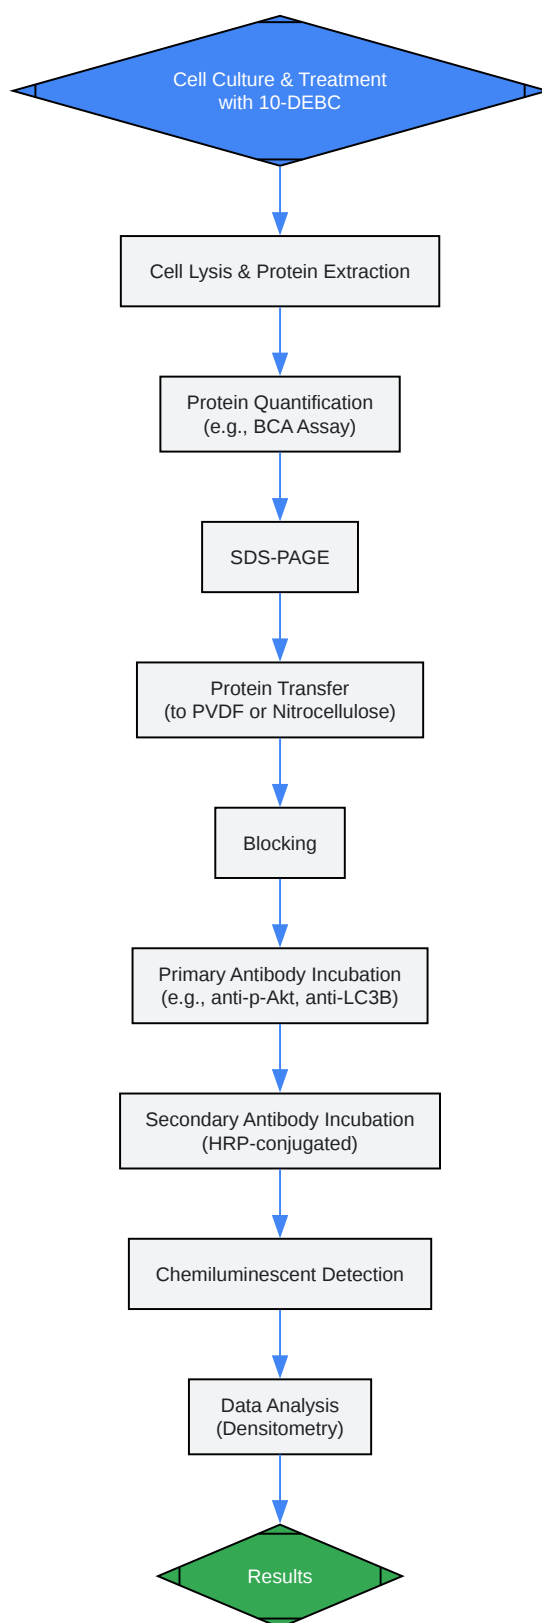 Cell Culture & Treatment
with 10-DEBC
Cell Lysis & Protein Extraction
Protein Quantification
(e.g., BCA Assay)
SDS-PAGE
Protein Transfer
(to PVDF or Nitrocellulose)
Blocking
Primary Antibody Incubation
(e.g., anti-p-Akt, anti-LC3B)
Secondary Antibody Incubation
(HRP-conjugated)
Chemiluminescent Detection
Data Analysis
(Densitometry)
Results